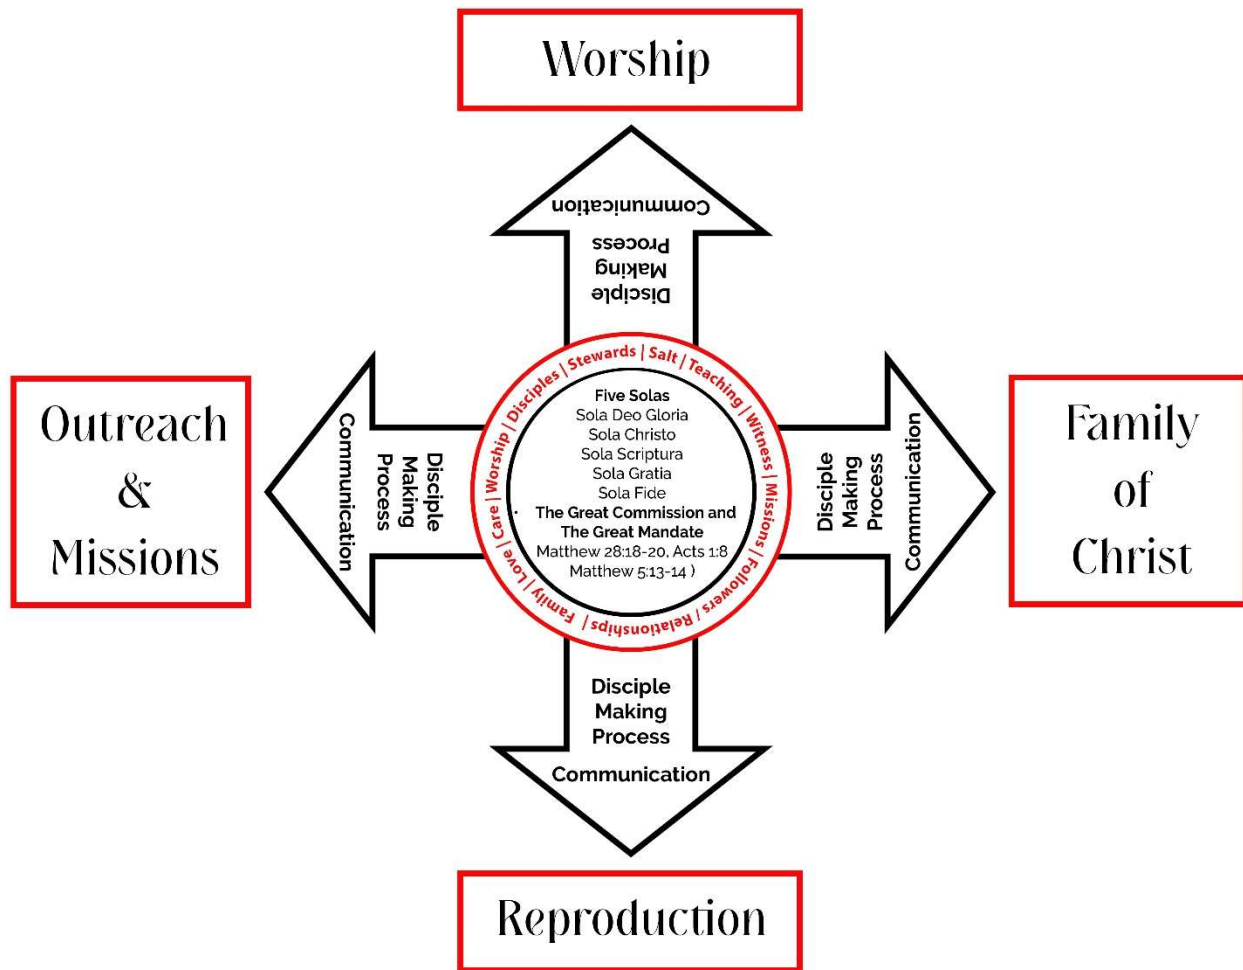 Worship
Communication
Process
Making
Disciple
Worship | Disciples | Stewards | Salt | Teaching | Witness | Missions | Followers / Relationships | Family | Love | Care |
Five Solas
Sola Deo Gloria
Sola Christo
Sola Scriptura
Sola Gratia
Sola Fide
The Great Commission and
The Great Mandate
Matthew 28:18-20, Acts 1:8
Matthew 5:13-14 )
Outreach
&
Missions
Disciple
Making
Process
Communication
Disciple
Making
Process
Communication
Family
of
Christ
Disciple
Making
Process
Communication
Reproduction